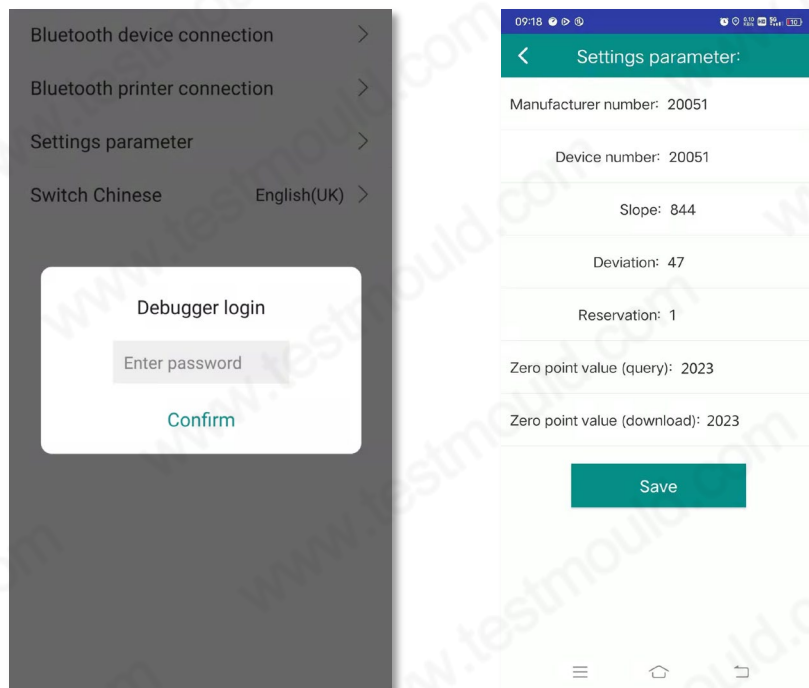 Bluetooth device connection
Bluetooth printer connection
Settings parameter
Switch Chinese English(UK)
Debugger login
Enter password
Confirm
09:18
Settings parameter:
Manufacturer number: 20051
Device number: 20051
Slope: 844
Deviation: 47
Reservation: 1
Zero point value (query): 2023
Zero point value (download): 2023
Save
www.testmould.com